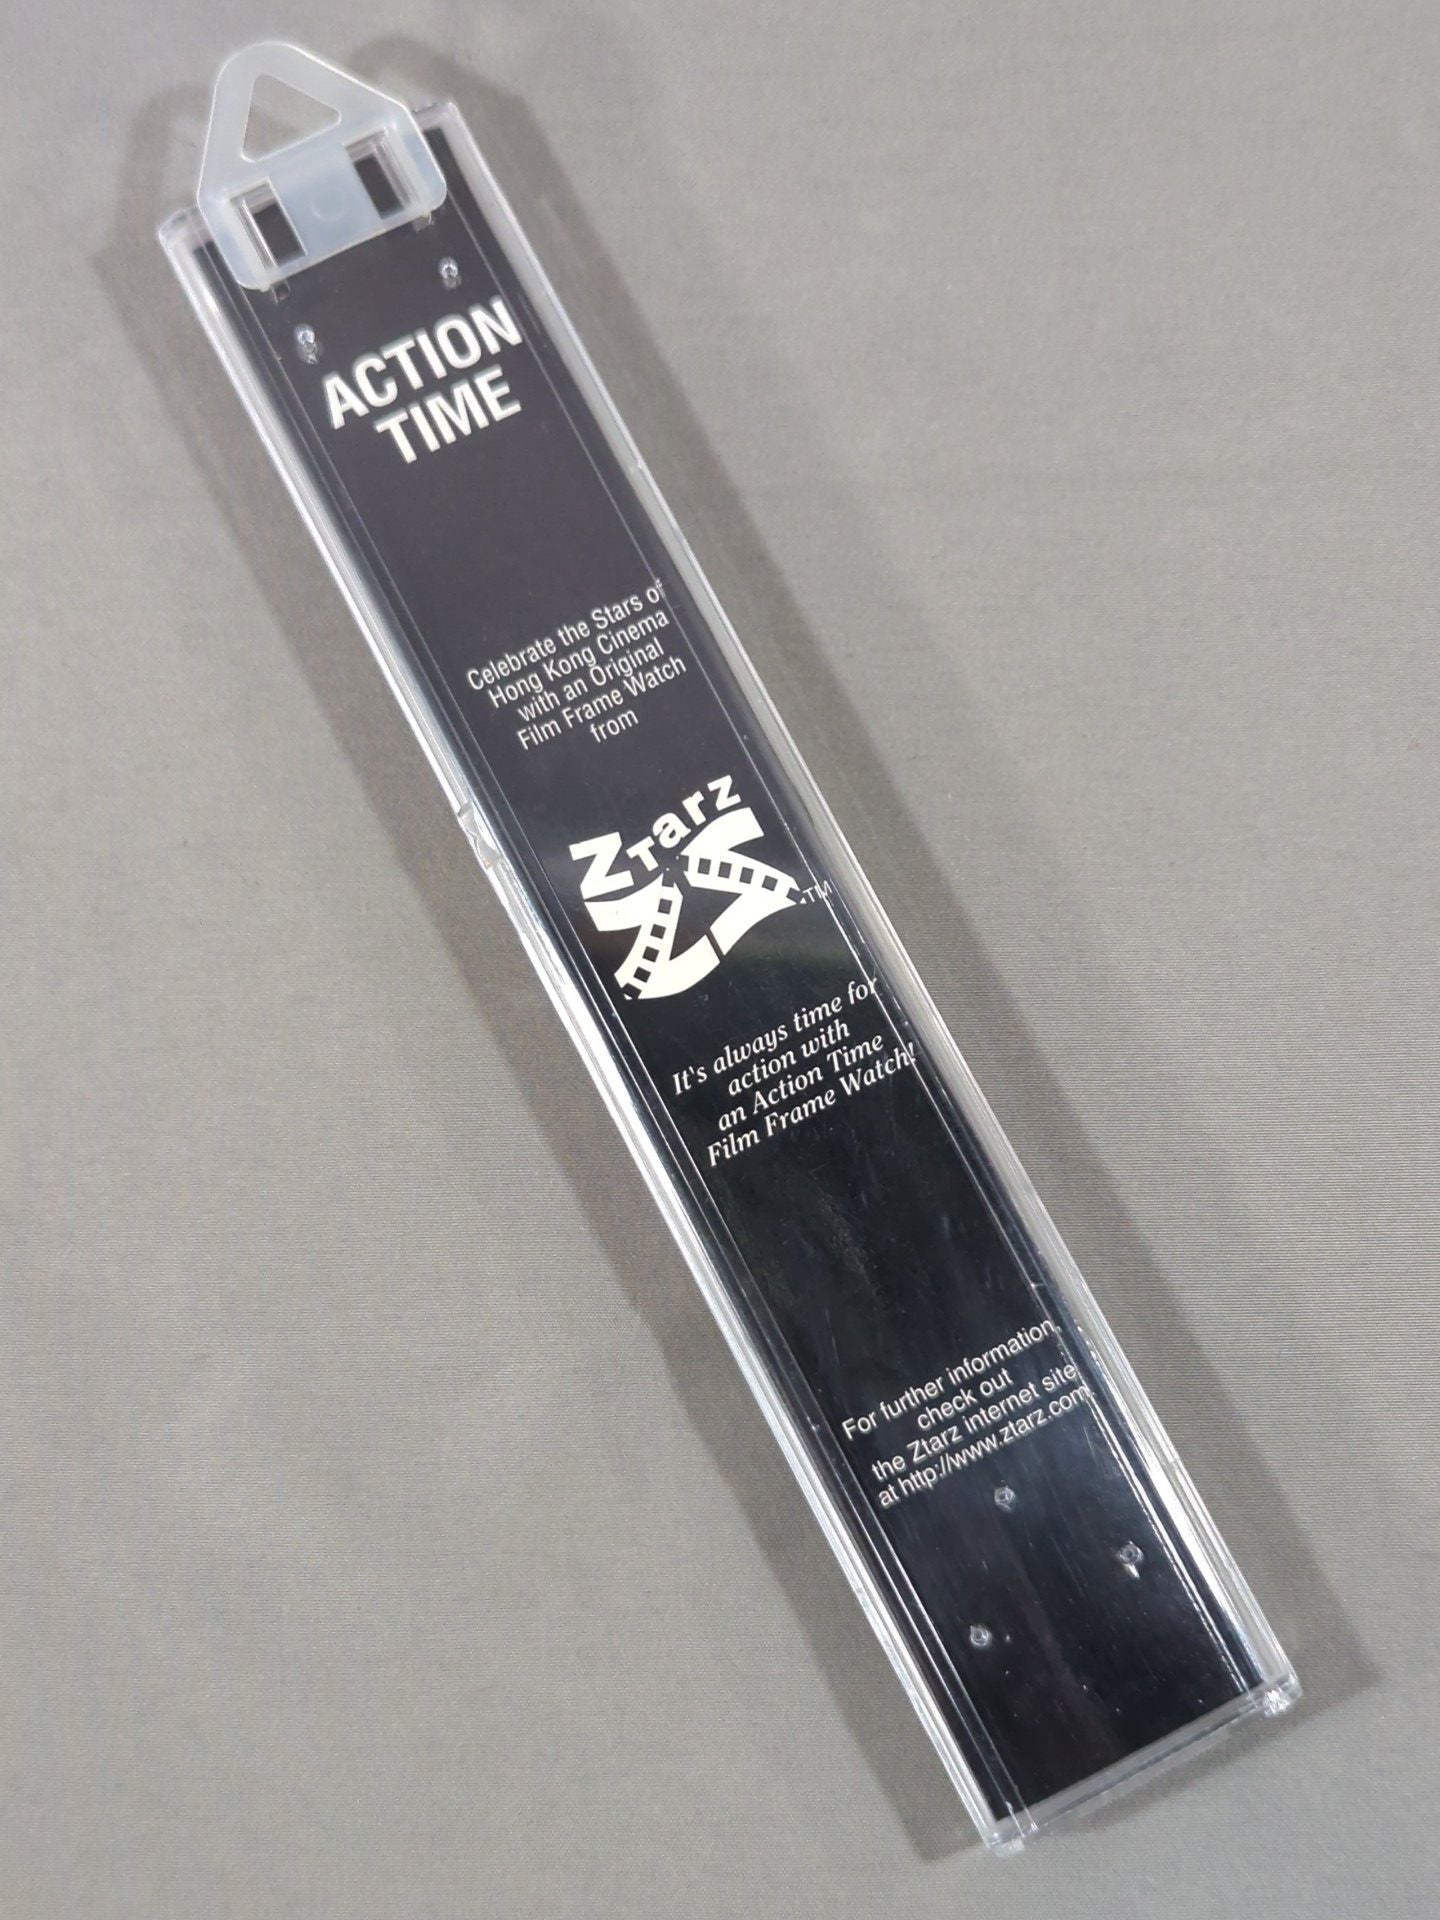 ACTION
TIME
Celebrate the Stars of
Hong Kong Cinema
with an Original
Film Frame Watch
from
Ztarz
ZS
TM
It's always time for
action with
an Action Time
Film Frame Watch!
For further information,
check out
the Ztarz internet site
at http://www.ztarz.com.